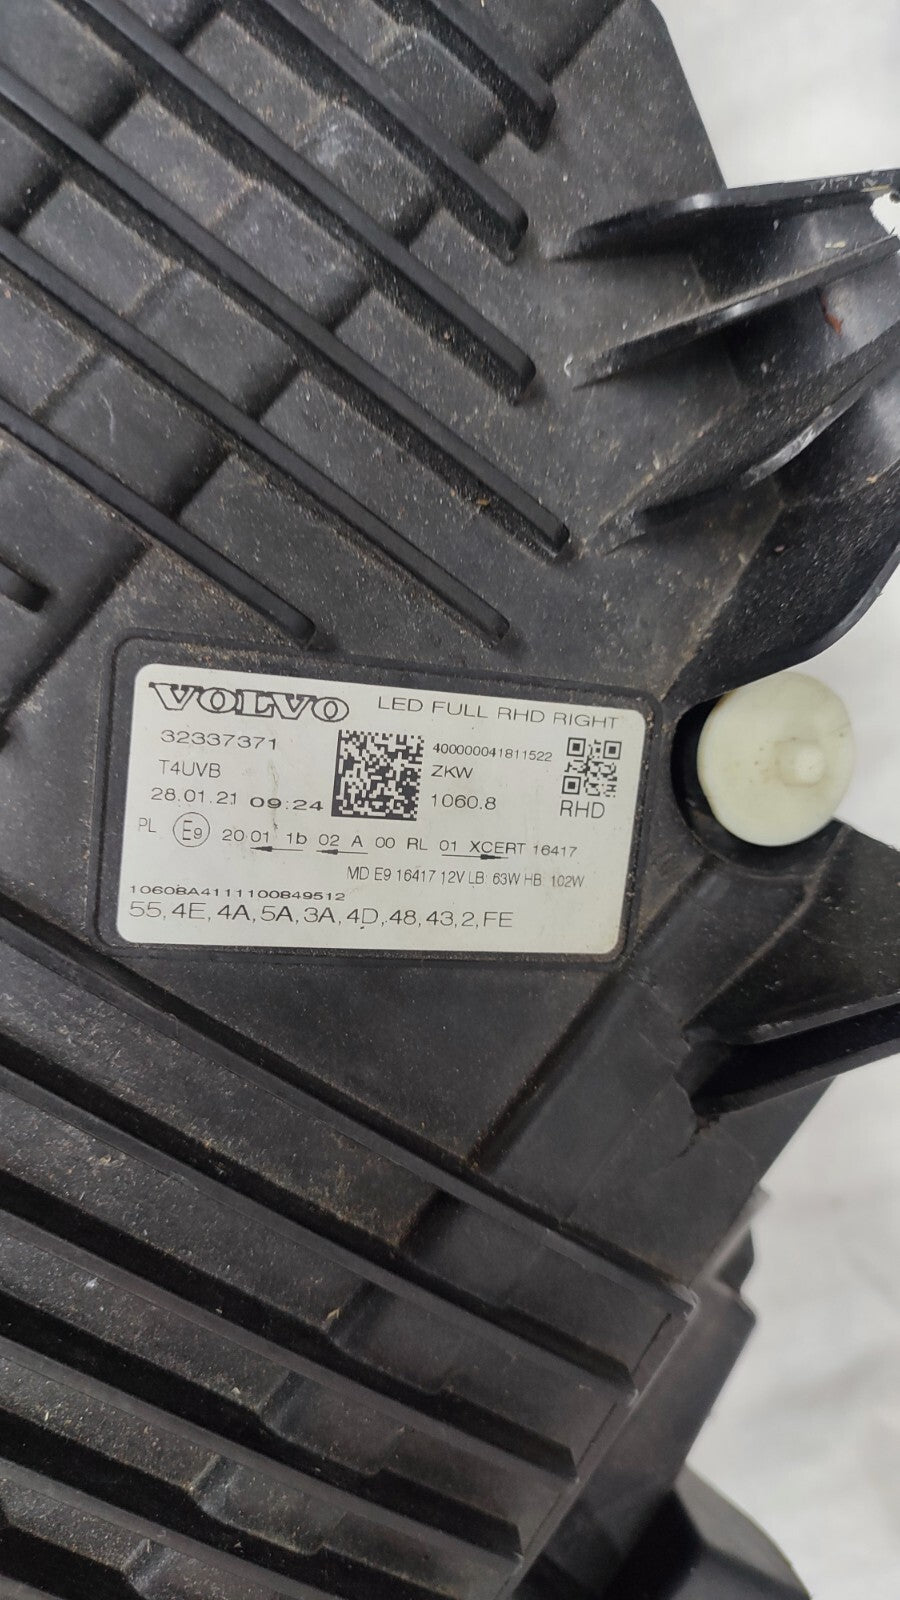 VOLVO LED FULL RHD RIGHT
32337371 400000041811522
T4UVB ZKW
28.01.21 09:24 1060.8 RHD
PL E9 20 01 1b 02 A 00 RL 01 XCERT 16417
MD E9 16417 12V LB: 63W HB: 102W
10608A4111100849512
55,4E,4A,5A,3A,4D,48,43,2,FE